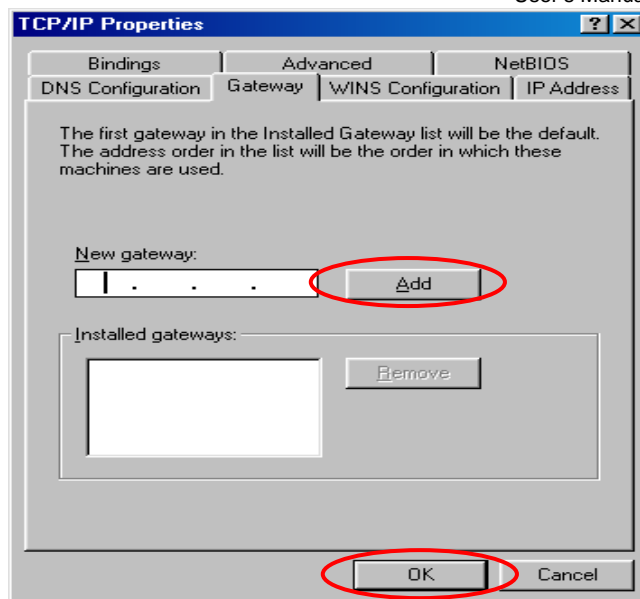 User's Manual
TCP/IP Properties
Bindings Advanced NetBIOS
DNS Configuration Gateway WINS Configuration IP Address
The first gateway in the Installed Gateway list will be the default.
The address order in the list will be the order in which these
machines are used.
New gateway:
. . .
Add
Installed gateways:
Remove
OK Cancel